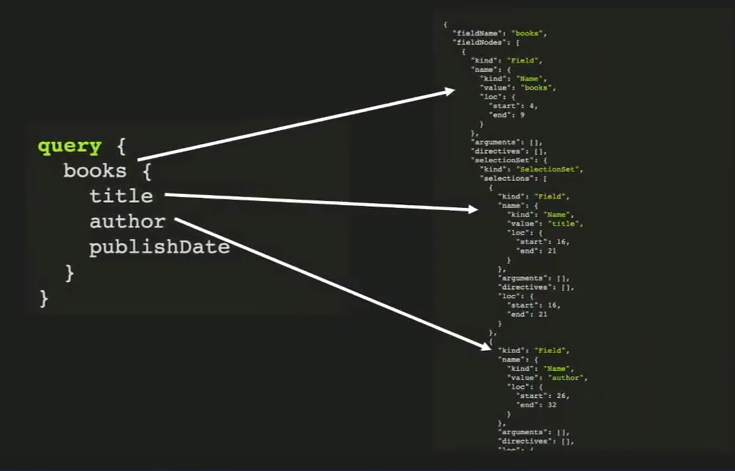 query {
books {
title
author
publishDate
}
}
{
"fieldName": "books",
"fieldNodes": [
{
"kind": "Field",
"name": {
"kind": "Name",
"value": "books",
"loc": {
"start": 4,
"end": 9
}
},
"arguments": [],
"directives": [],
"selectionSet": {
"kind": "SelectionSet",
"selections": [
{
"kind": "Field",
"name": {
"kind": "Name",
"value": "title",
"loc": {
"start": 16,
"end": 21
}
},
"arguments": [],
"directives": [],
"loc": {
"start": 16,
"end": 21
}
},
{
"kind": "Field",
"name": {
"kind": "Name",
"value": "author",
"loc": {
"start": 26,
"end": 32
}
},
"arguments": [],
"directives": [],
"loc": {